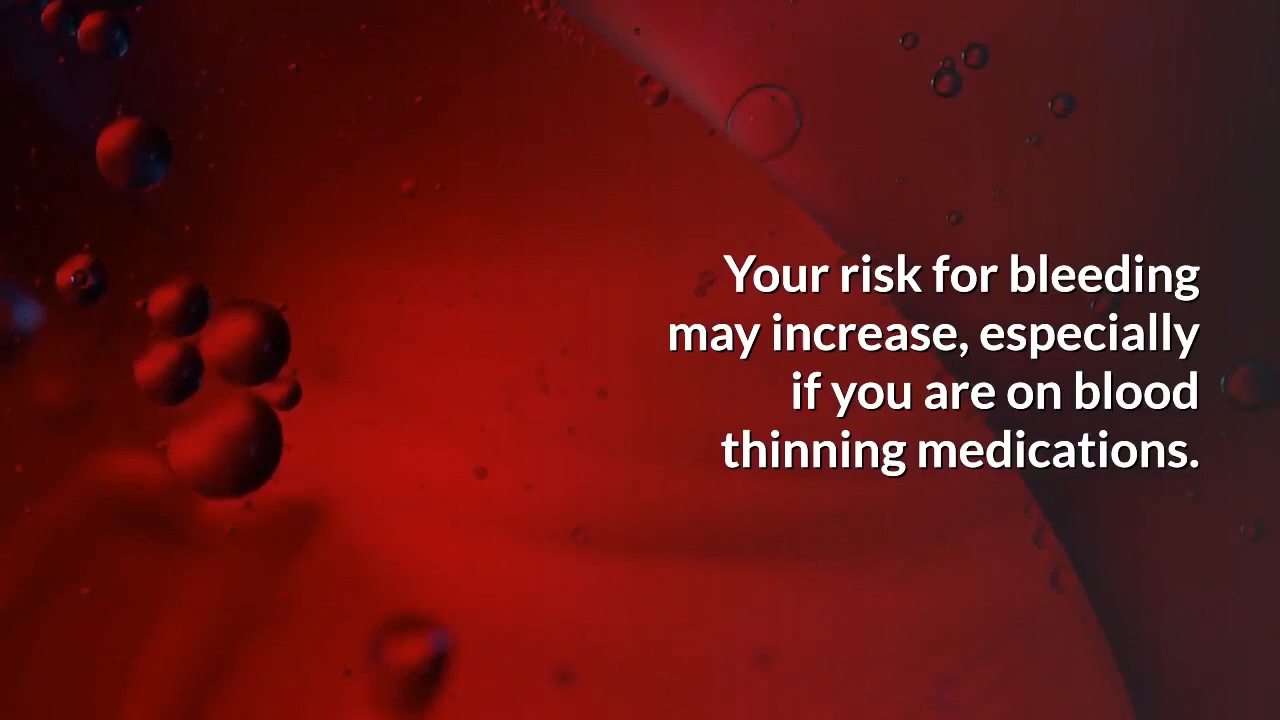 Your risk for bleeding
may increase, especially
if you are on blood
thinning medications.